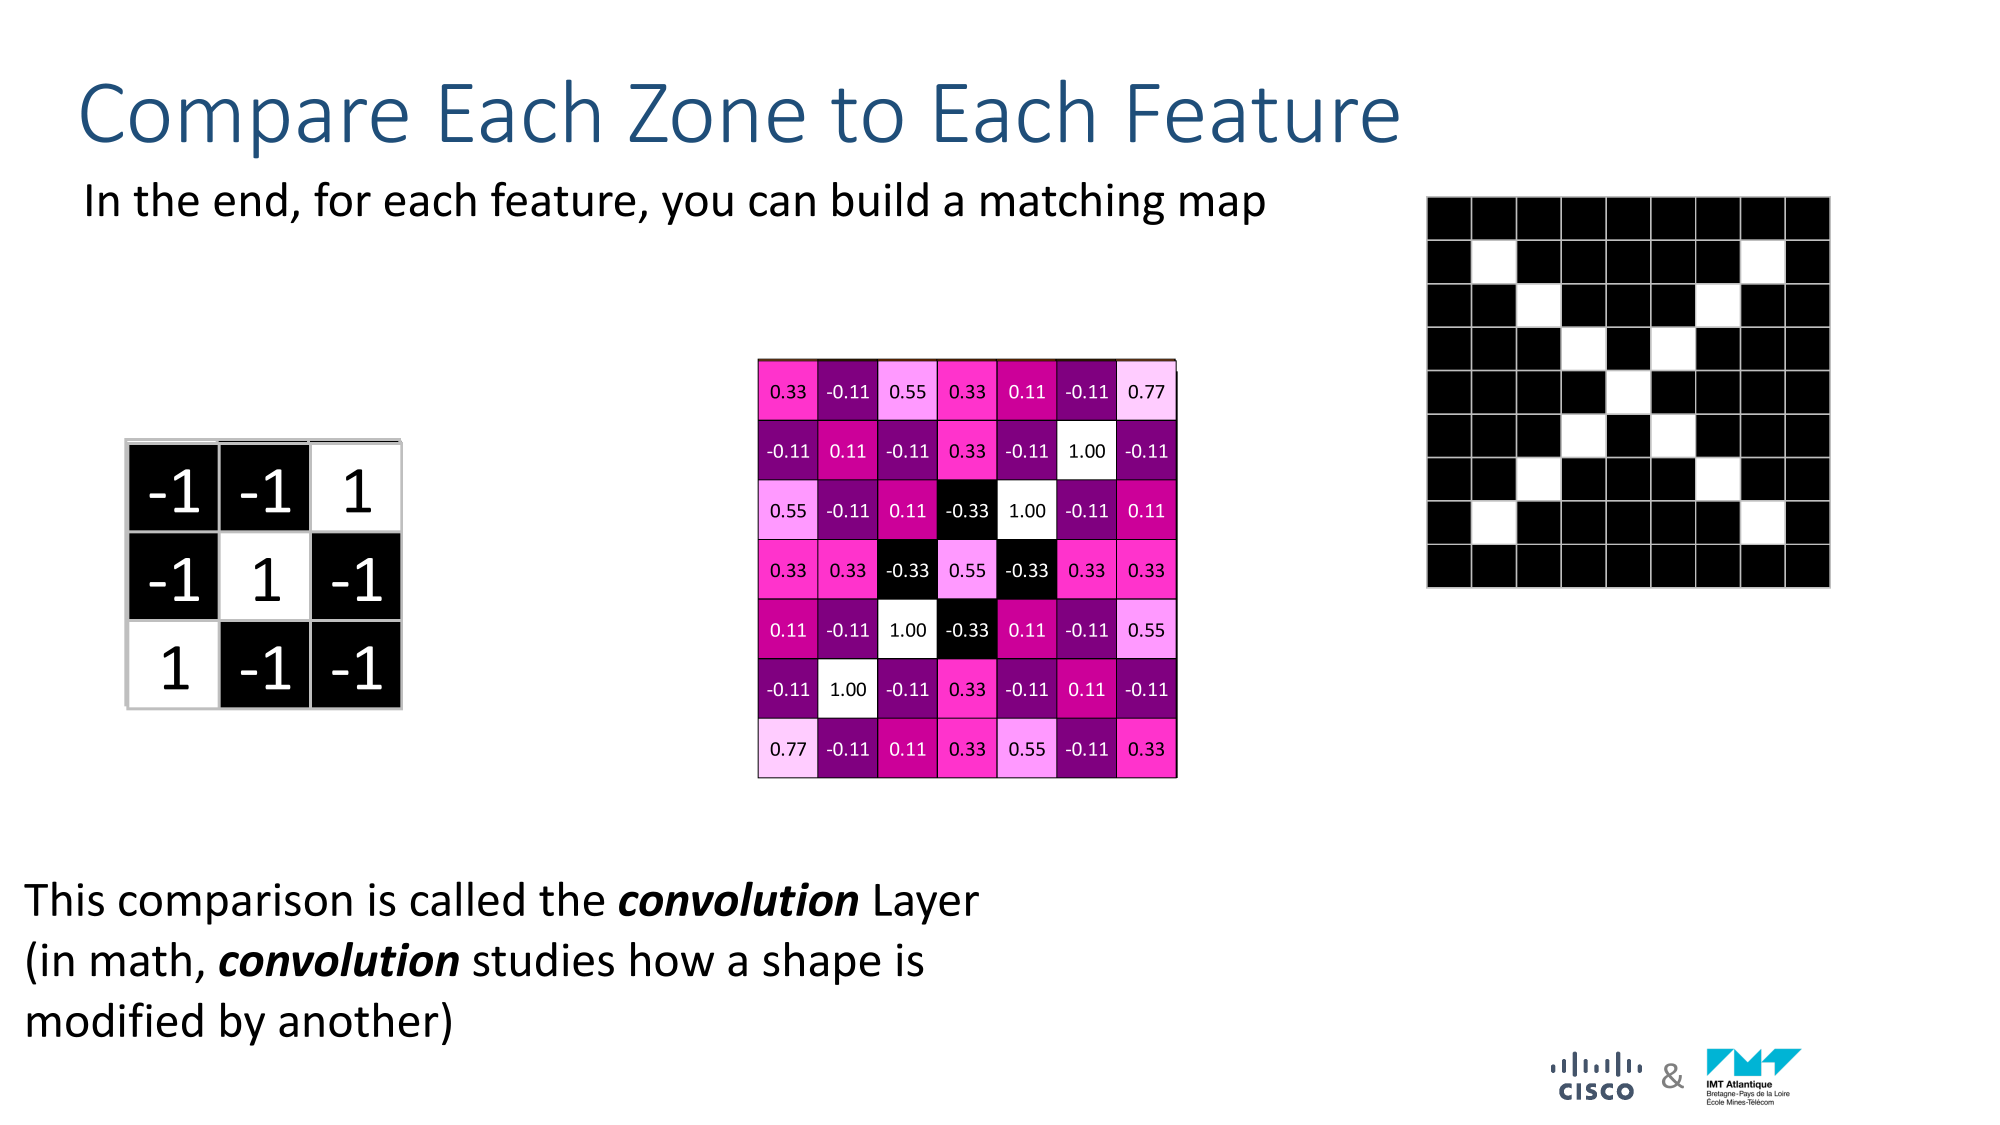 Compare Each Zone to Each Feature
In the end, for each feature, you can build a matching map
-1 -1 1
-1 1 -1
1 -1 -1
0.33 -0.11 0.55 0.33 0.11 -0.11 0.77
-0.11 0.11 -0.11 0.33 -0.11 1.00 -0.11
0.55 -0.11 0.11 -0.33 1.00 -0.11 0.11
0.33 0.33 -0.33 0.55 -0.33 0.33 0.33
0.11 -0.11 1.00 -0.33 0.11 -0.11 0.55
-0.11 1.00 -0.11 0.33 -0.11 0.11 -0.11
0.77 -0.11 0.11 0.33 0.55 -0.11 0.33
This comparison is called the convolution Layer
(in math, convolution studies how a shape is
modified by another)
CISCO & IMT Atlantique
Bretagne-Pays de la Loire
École Mines-Télécom